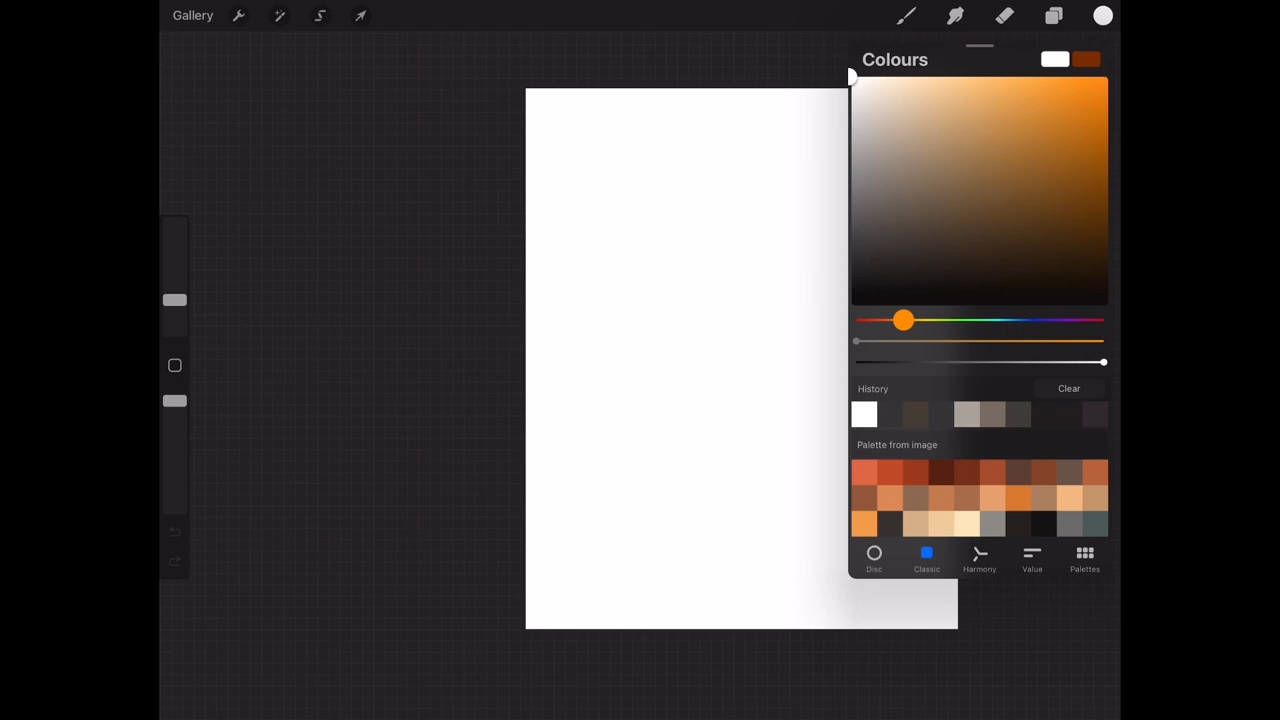 Gallery
Colours
History
Clear
Palette from image
Disc
Classic
Harmony
Value
Palettes